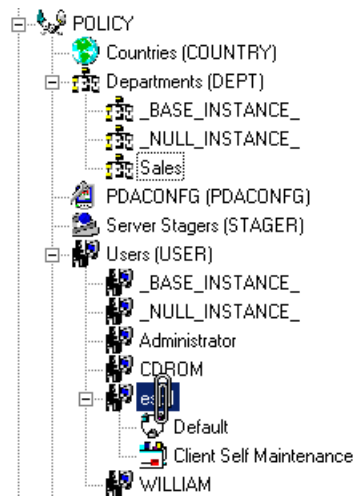 POLICY
Countries (COUNTRY)
Departments (DEPT)
_BASE_INSTANCE_
_NULL_INSTANCE_
Sales
PDACONFG (PDACONFG)
Server Stagers (STAGER)
Users (USER)
_BASE_INSTANCE_
_NULL_INSTANCE_
Administrator
CDROM
Default
Client Self Maintenance
WILLIAM